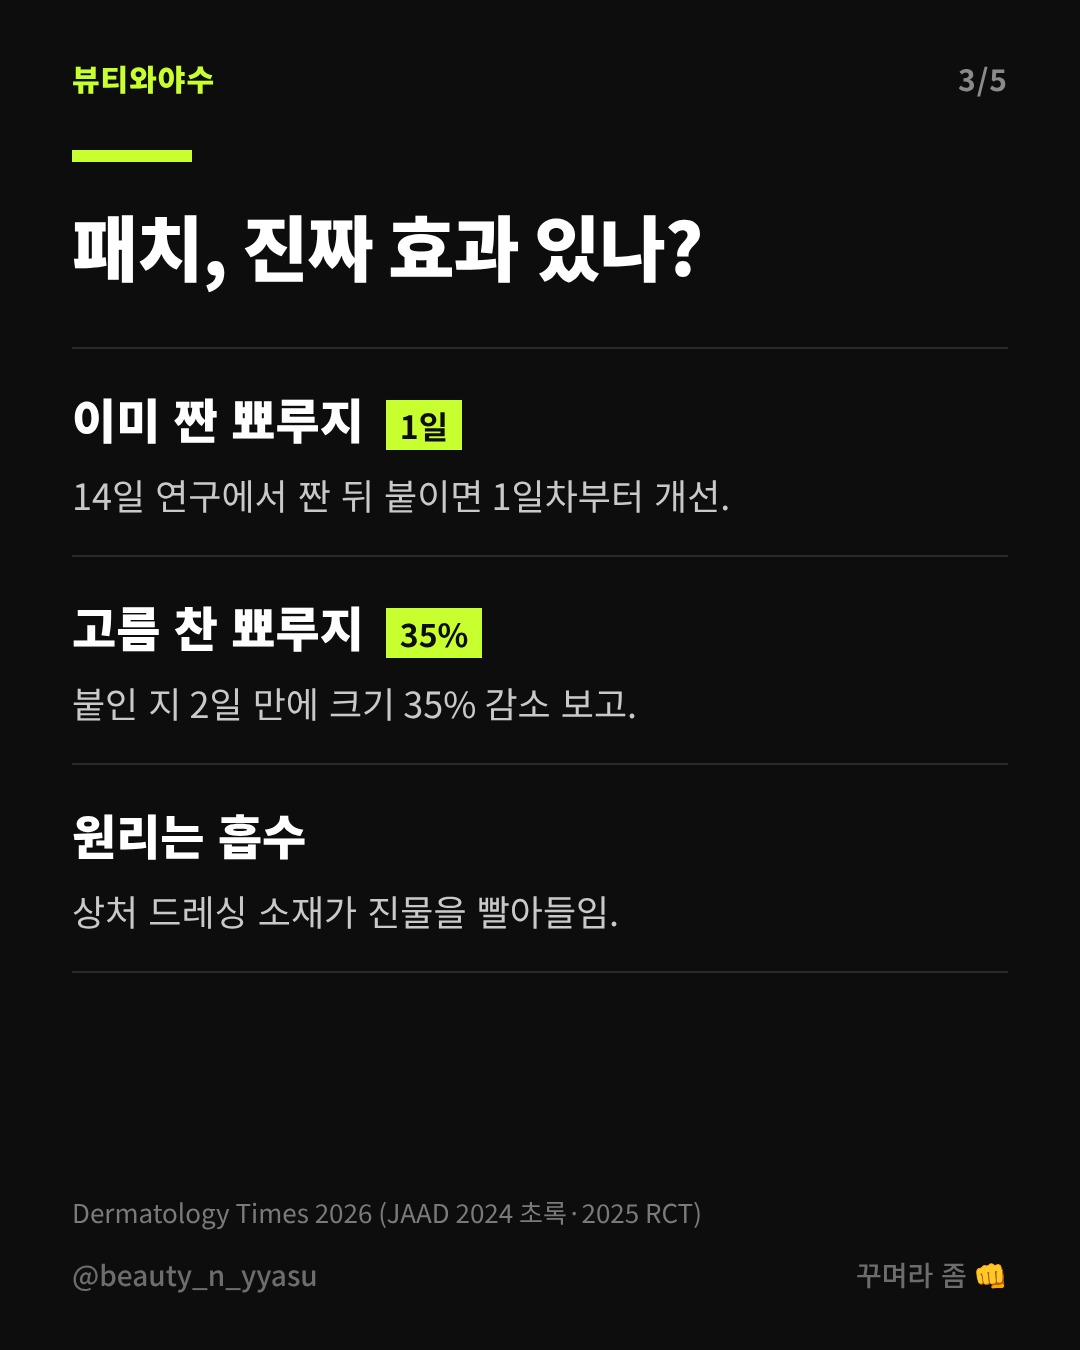 뷰티와야수
3/5
패치, 진짜 효과 있나?
이미 짠 뾰루지 1일
14일 연구에서 짠 뒤 붙이면 1일차부터 개선.
고름 찬 뾰루지 35%
붙인 지 2일 만에 크기 35% 감소 보고.
원리는 흡수
상처 드레싱 소재가 진물을 빨아들임.
Dermatology Times 2026 (JAAD 2024 초록·2025 RCT)
@beauty_n_yyasu
꾸며라 좀 👊